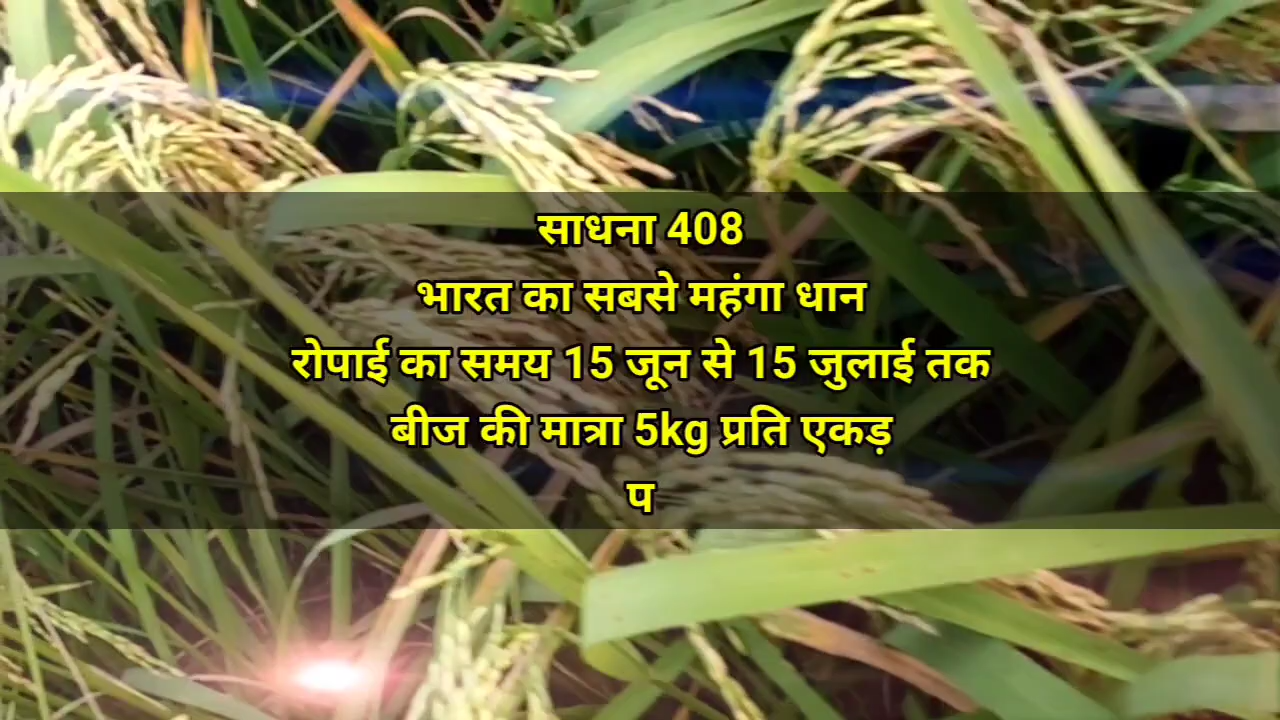 साधना 408
भारत का सबसे महंगा धान
रोपाई का समय 15 जून से 15 जुलाई तक
बीज की मात्रा 5kg प्रति एकड़
प